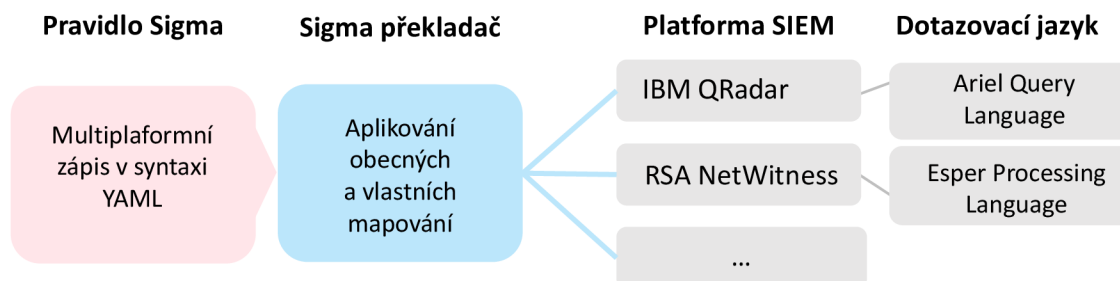 Pravidlo Sigma
Sigma překladač
Platforma SIEM
Dotazovací jazyk
Multiplaformní
zápis v syntaxi
YAML
Aplikování
obecných
a vlastních
mapování
IBM QRadar
Ariel Query
Language
RSA NetWitness
Esper Processing
Language
...